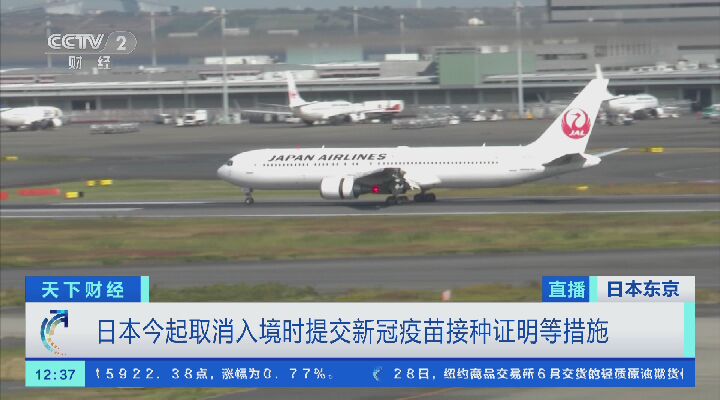 CCTV 2
财经
JAPAN AIRLINES
JAL
天下财经
直播 日本东京
日本今起取消入境时提交新冠疫苗接种证明等措施
12:37 15922.38点，涨幅为0.77%。 28日，纽约商品交易所6月交货的轻质原油期货价